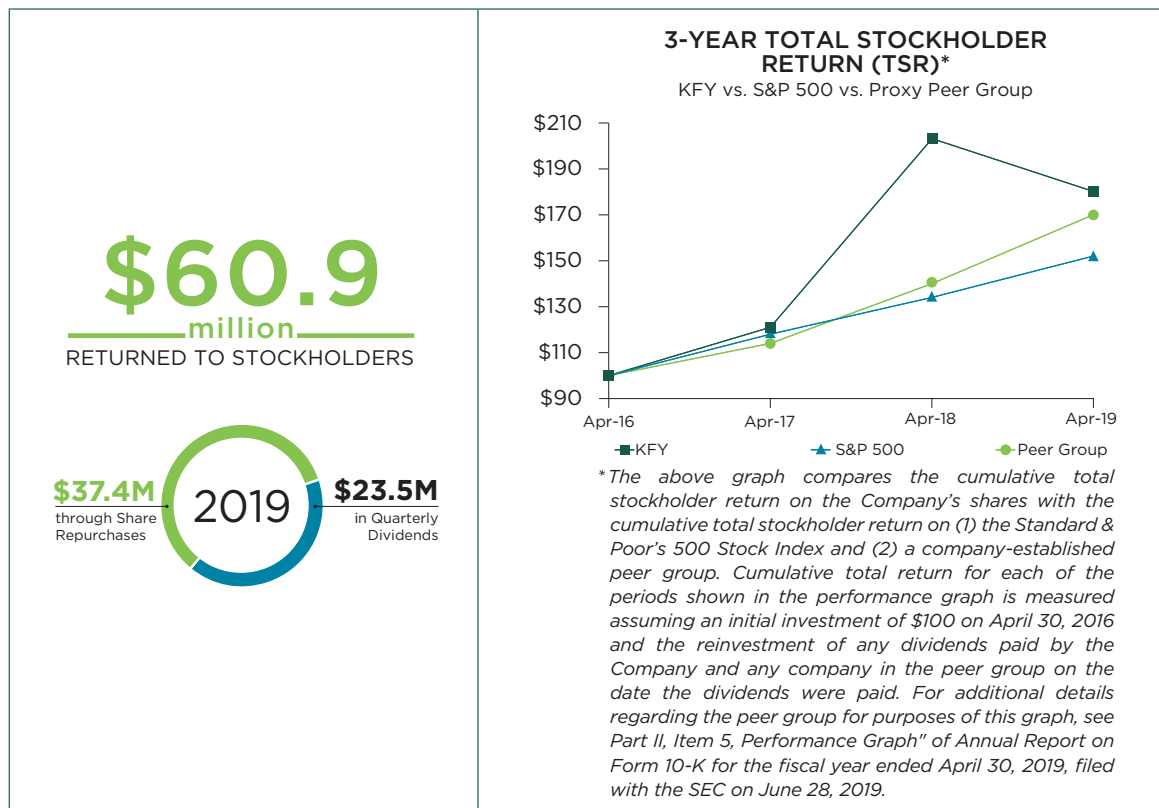 $60.9
million
RETURNED TO STOCKHOLDERS
$37.4M
through Share
Repurchases
2019
$23.5M
in Quarterly
Dividends
3-YEAR TOTAL STOCKHOLDER
RETURN (TSR)*
KFY vs. S&P 500 vs. Proxy Peer Group
$210
$190
$170
$150
$130
$110
$90
Apr-16 Apr-17 Apr-18 Apr-19
KFY S&P 500 Peer Group
* The above graph compares the cumulative total
stockholder return on the Company's shares with the
cumulative total stockholder return on (1) the Standard &
Poor's 500 Stock Index and (2) a company-established
peer group. Cumulative total return for each of the
periods shown in the performance graph is measured
assuming an initial investment of $100 on April 30, 2016
and the reinvestment of any dividends paid by the
Company and any company in the peer group on the
date the dividends were paid. For additional details
regarding the peer group for purposes of this graph, see
Part II, Item 5, Performance Graph" of Annual Report on
Form 10-K for the fiscal year ended April 30, 2019, filed
with the SEC on June 28, 2019.